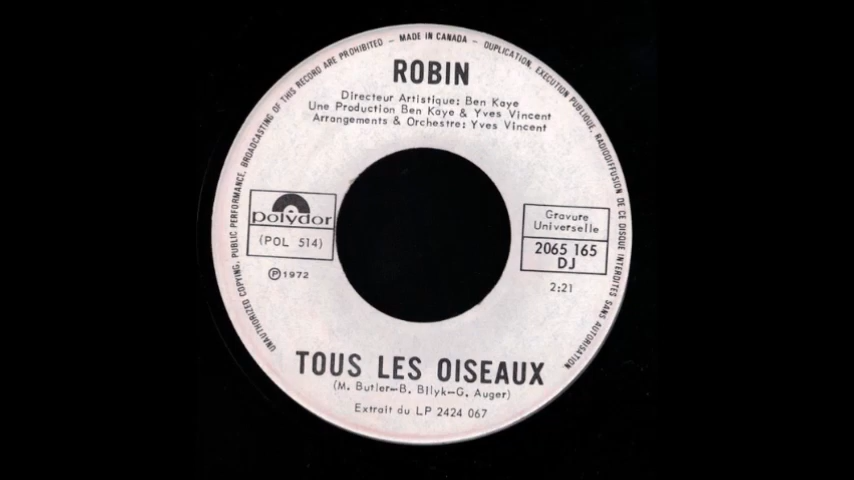 UNAUTHORIZED COPYING, PUBLIC PERFORMANCE, BROADCASTING OF THIS RECORD ARE PROHIBITED – MADE IN CANADA – DUPLICATION, EXECUTION PUBLIQUE, RADIODIFFUSION DE CE DISQUE INTERDITES SANS AUTORISATION
ROBIN
Directeur Artistique: Ben Kaye
Une Production Ben Kaye & Yves Vincent
Arrangements & Orchestre: Yves Vincent
polydor
(POL 514)
℗1972
Gravure
Universelle
2065 165
DJ
2:21
TOUS LES OISEAUX
(M. Butler–B. Bilyk–G. Auger)
Extrait du LP 2424 067